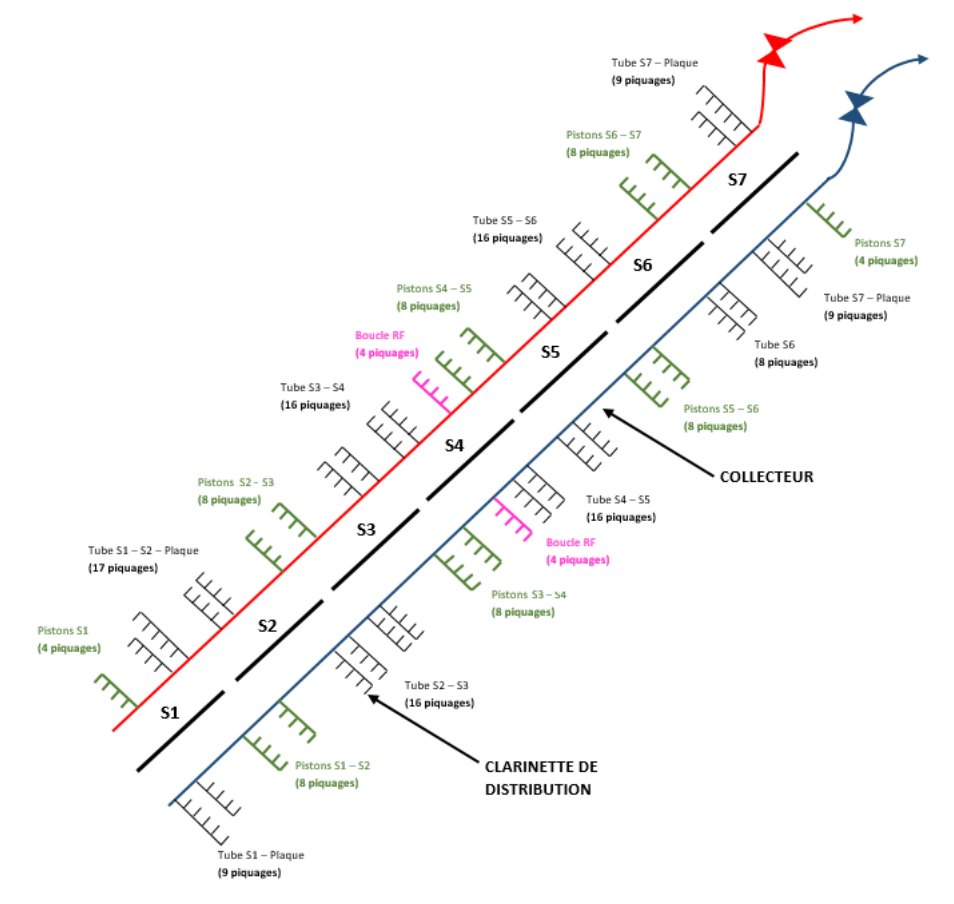 Tube S7 – Plaque
(9 piquages)
Pistons S6 – S7
(8 piquages)
S7
Tube S5 – S6
(16 piquages)
S6
Pistons S7
(4 piquages)
Pistons S4 – S5
(8 piquages)
Tube S7 – Plaque
(9 piquages)
Boucle RF
(4 piquages)
S5
Tube S6
(8 piquages)
Tube S3 – S4
(16 piquages)
S4
Pistons S5 – S6
(8 piquages)
COLLECTEUR
Pistons S2 - S3
(8 piquages)
S3
Tube S4 – S5
(16 piquages)
Boucle RF
(4 piquages)
Tube S1 – S2 – Plaque
(17 piquages)
Pistons S3 – S4
(8 piquages)
S2
Pistons S1
(4 piquages)
Tube S2 – S3
(16 piquages)
S1
Pistons S1 – S2
(8 piquages)
CLARINETTE DE
DISTRIBUTION
Tube S1 – Plaque
(9 piquages)